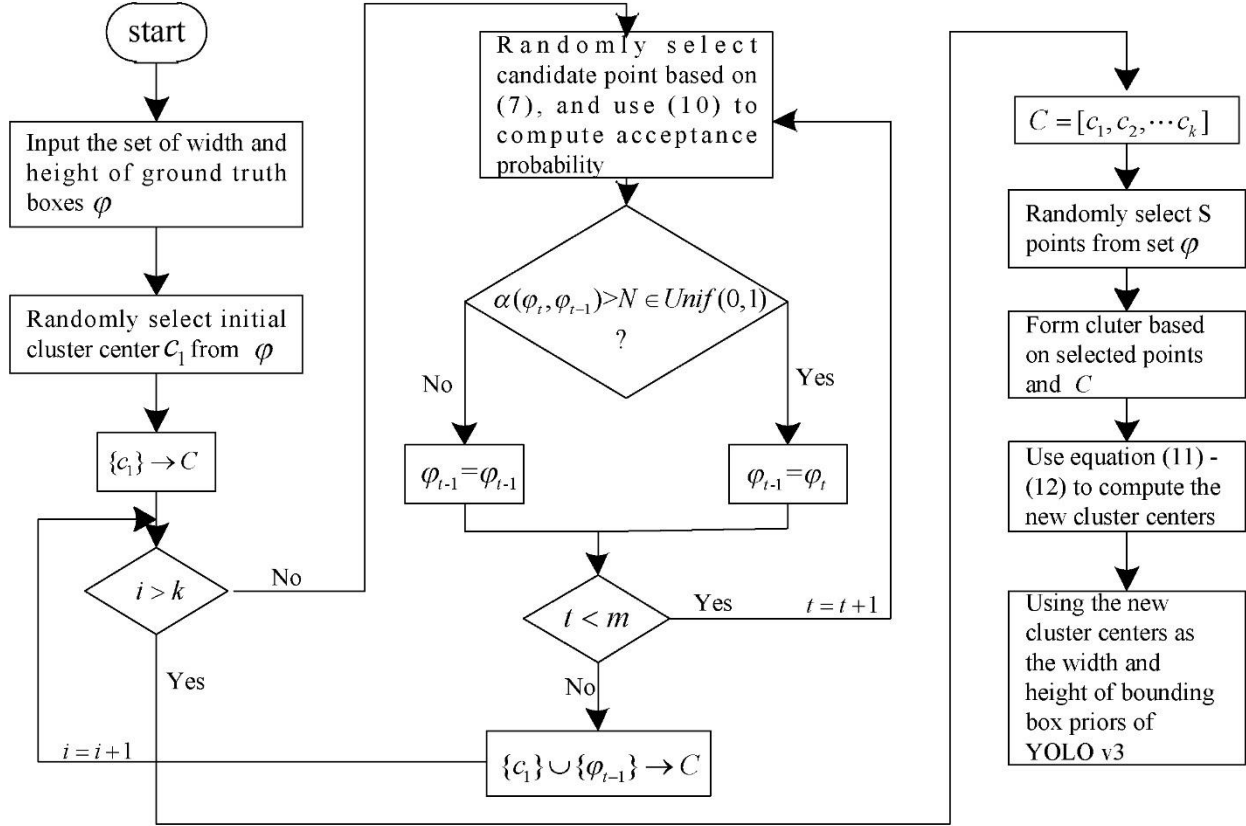 start
Input the set of width and
height of ground truth
boxes φ
Randomly select initial
cluster center c₁ from φ
{c₁} → C
i > k
No
Yes
i = i+1
Randomly select
candidate point based on
(7), and use (10) to
compute acceptance
probability
α(φₜ, φₜ₋₁)>N ∈ Unif (0,1)
?
No
Yes
φₜ₋₁=φₜ₋₁
φₜ₋₁=φₜ
t < m
Yes
t = t+1
No
{c₁} ∪ {φₜ₋₁} → C
C = [c₁, c₂, ⋯ cₖ]
Randomly select S
points from set φ
Form cluter based
on selected points
and C
Use equation (11) -
(12) to compute the
new cluster centers
Using the new
cluster centers as
the width and
height of bounding
box priors of
YOLO v3